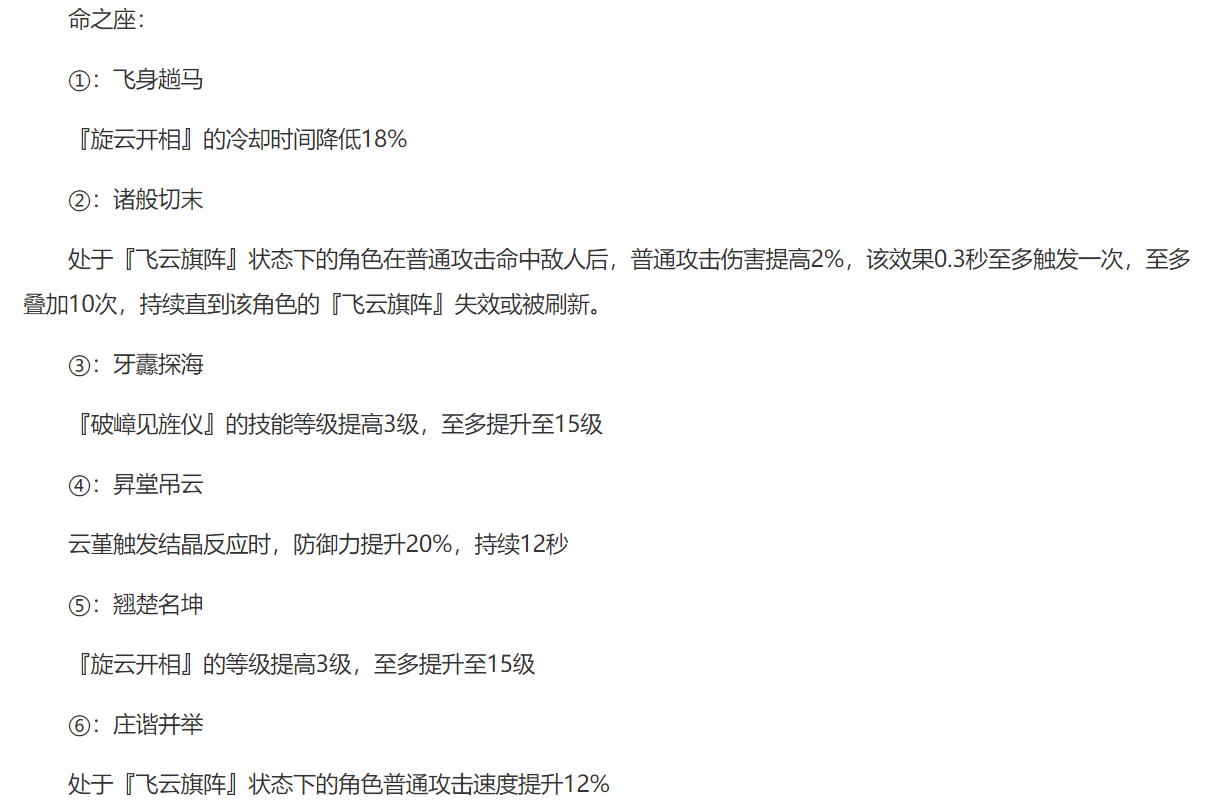 命之座：
①：飞身趟马
『旋云开相』的冷却时间降低18%
②：诸般切末
处于『飞云旗阵』状态下的角色在普通攻击命中敌人后，普通攻击伤害提高2%，该效果0.3秒至多触发一次，至多
叠加10次，持续直到该角色的『飞云旗阵』失效或被刷新。
③：牙纛探海
『破嶂见旌仪』的技能等级提高3级，至多提升至15级
④：昇堂吊云
云堇触发结晶反应时，防御力提升20%，持续12秒
⑤：翘楚名坤
『旋云开相』的等级提高3级，至多提升至15级
⑥：庄谐并举
处于『飞云旗阵』状态下的角色普通攻击速度提升12%